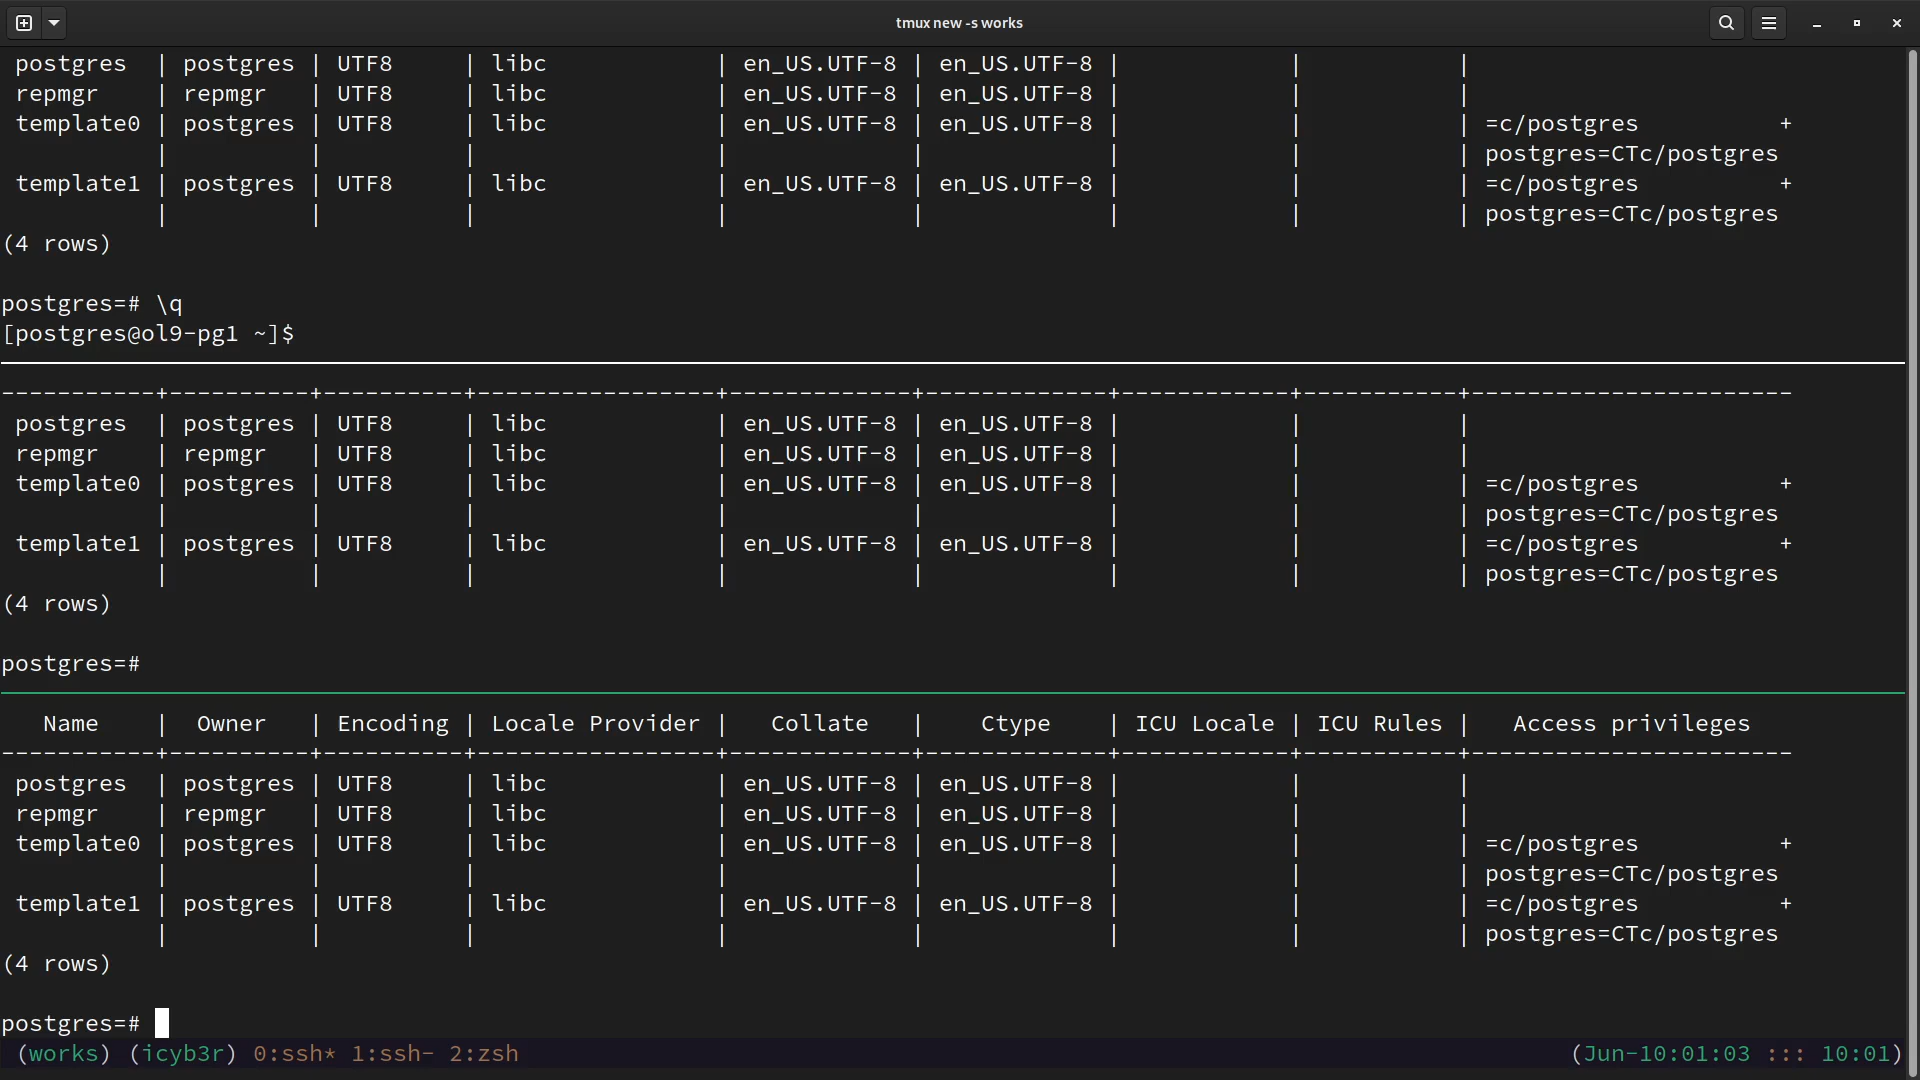 tmux new -s works
 postgres  | postgres | UTF8     | libc            | en_US.UTF-8 | en_US.UTF-8 |            |           |
 repmgr    | repmgr   | UTF8     | libc            | en_US.UTF-8 | en_US.UTF-8 |            |           |
 template0 | postgres | UTF8     | libc            | en_US.UTF-8 | en_US.UTF-8 |            |           | =c/postgres          +
           |          |          |                 |             |             |            |           | postgres=CTc/postgres
 template1 | postgres | UTF8     | libc            | en_US.UTF-8 | en_US.UTF-8 |            |           | =c/postgres          +
           |          |          |                 |             |             |            |           | postgres=CTc/postgres
(4 rows)
postgres=# \q
[postgres@ol9-pg1 ~]$
-----------+----------+----------+-----------------+-------------+-------------+------------+-----------+-----------------------
 postgres  | postgres | UTF8     | libc            | en_US.UTF-8 | en_US.UTF-8 |            |           |
 repmgr    | repmgr   | UTF8     | libc            | en_US.UTF-8 | en_US.UTF-8 |            |           |
 template0 | postgres | UTF8     | libc            | en_US.UTF-8 | en_US.UTF-8 |            |           | =c/postgres          +
           |          |          |                 |             |             |            |           | postgres=CTc/postgres
 template1 | postgres | UTF8     | libc            | en_US.UTF-8 | en_US.UTF-8 |            |           | =c/postgres          +
           |          |          |                 |             |             |            |           | postgres=CTc/postgres
(4 rows)
postgres=#
   Name    |  Owner   | Encoding | Locale Provider |   Collate   |    Ctype    | ICU Locale | ICU Rules |   Access privileges
-----------+----------+----------+-----------------+-------------+-------------+------------+-----------+-----------------------
 postgres  | postgres | UTF8     | libc            | en_US.UTF-8 | en_US.UTF-8 |            |           |
 repmgr    | repmgr   | UTF8     | libc            | en_US.UTF-8 | en_US.UTF-8 |            |           |
 template0 | postgres | UTF8     | libc            | en_US.UTF-8 | en_US.UTF-8 |            |           | =c/postgres          +
           |          |          |                 |             |             |            |           | postgres=CTc/postgres
 template1 | postgres | UTF8     | libc            | en_US.UTF-8 | en_US.UTF-8 |            |           | =c/postgres          +
           |          |          |                 |             |             |            |           | postgres=CTc/postgres
(4 rows)
postgres=#
(works) (icyb3r) 0:ssh* 1:ssh- 2:zsh (Jun-10:01:03 ::: 10:01)